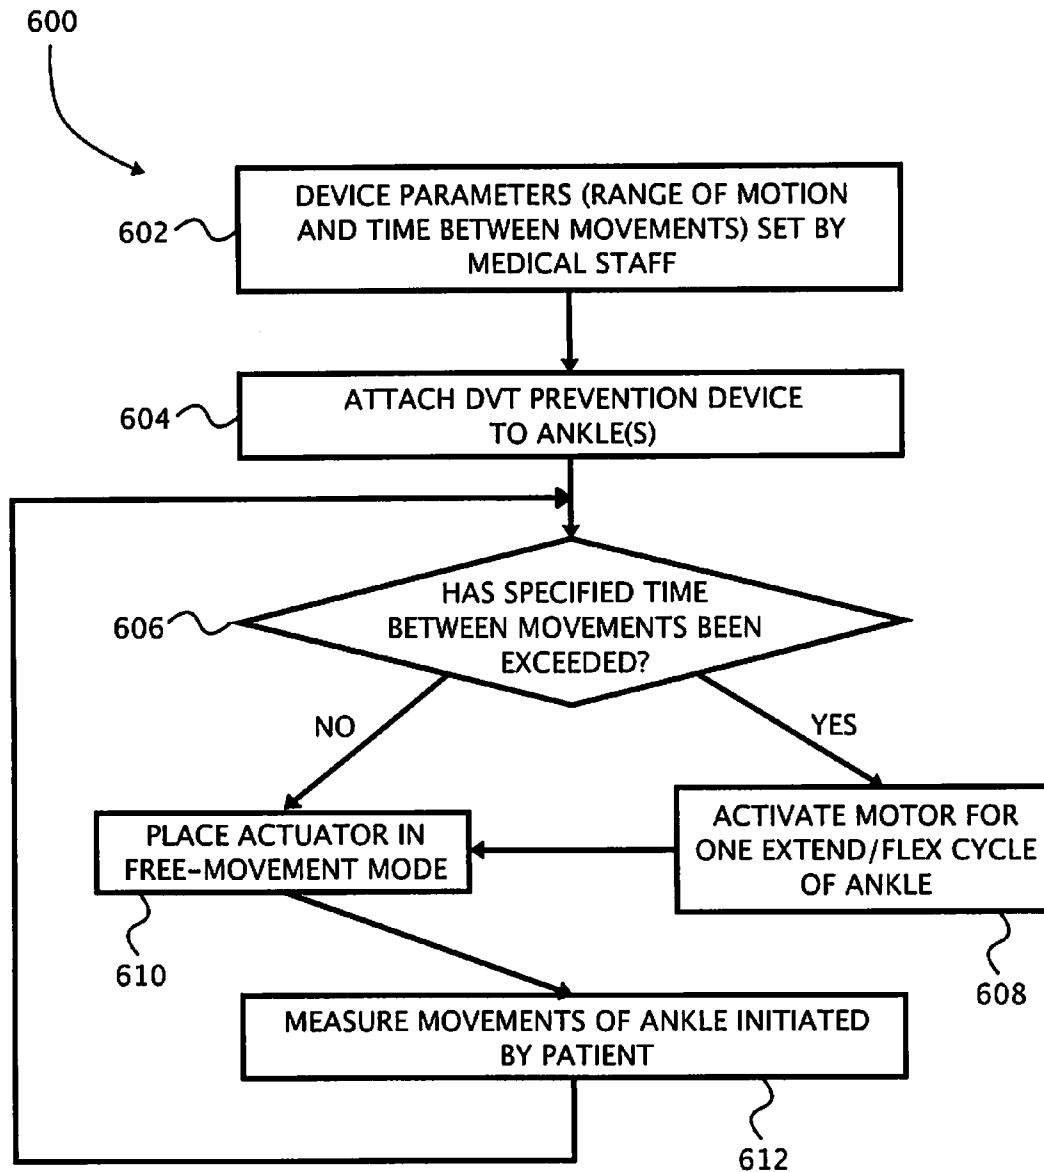 600
DEVICE PARAMETERS (RANGE OF MOTION
AND TIME BETWEEN MOVEMENTS) SET BY
MEDICAL STAFF
602
ATTACH DVT PREVENTION DEVICE
TO ANKLE(S)
604
HAS SPECIFIED TIME
BETWEEN MOVEMENTS BEEN
EXCEEDED?
606
NO
YES
PLACE ACTUATOR IN
FREE-MOVEMENT MODE
ACTIVATE MOTOR FOR
ONE EXTEND/FLEX CYCLE
OF ANKLE
610
608
MEASURE MOVEMENTS OF ANKLE INITIATED
BY PATIENT
612